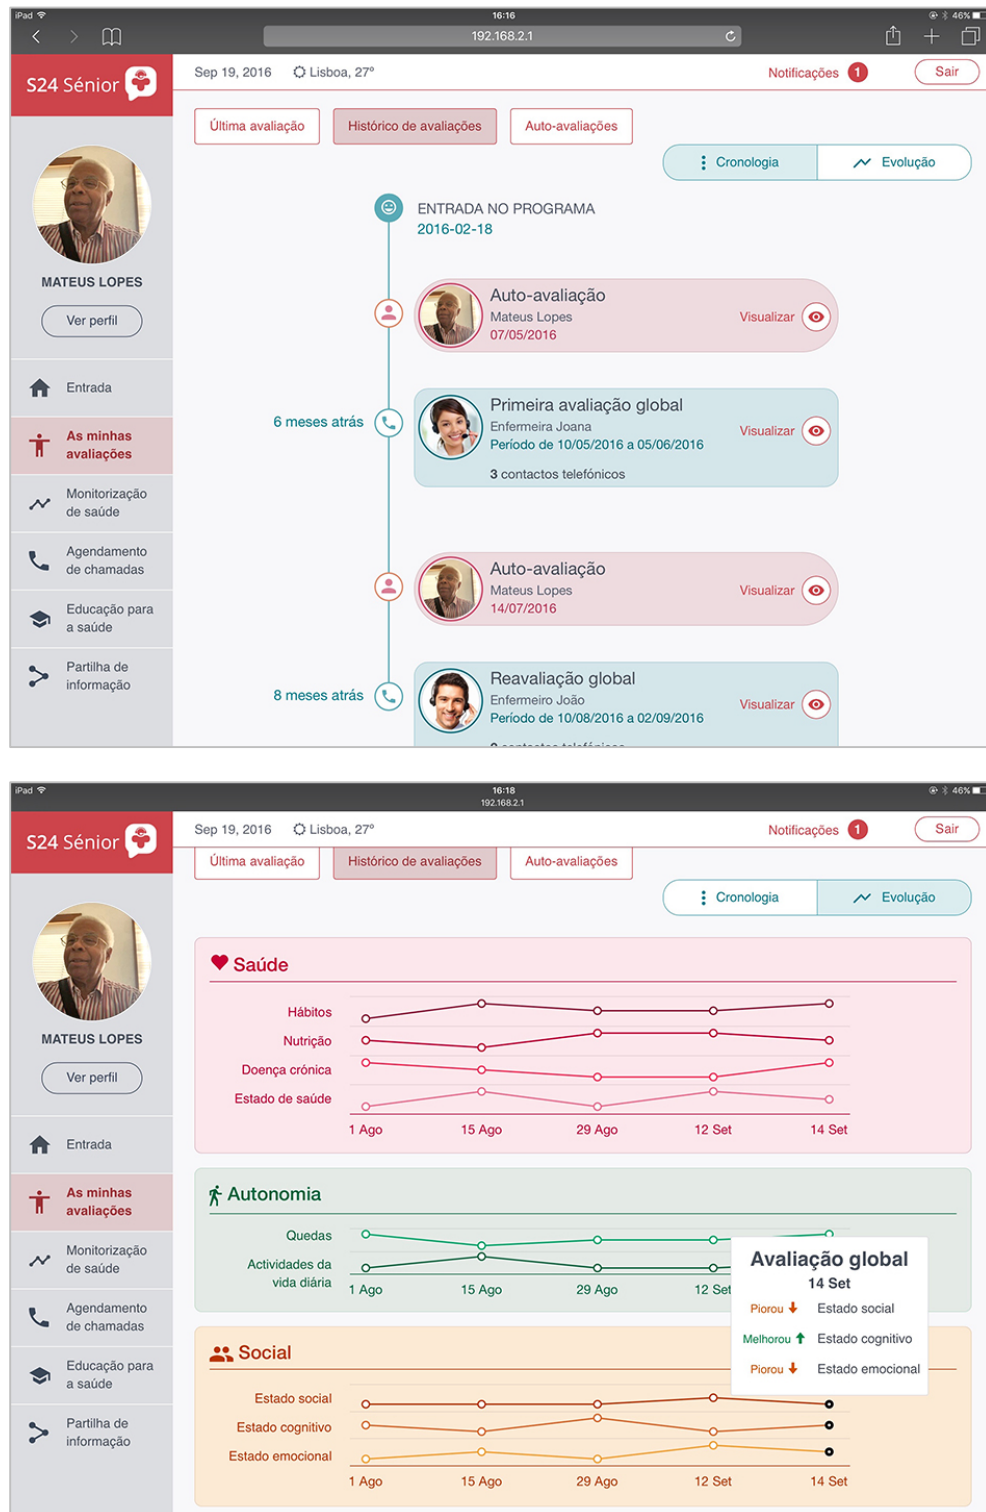 iPad
16:16
46%
192.168.2.1
S24 Sénior
Sep 19, 2016
Lisboa, 27º
Notificações 1
Sair
Última avaliação
Histórico de avaliações
Auto-avaliações
Cronologia
Evolução
MATEUS LOPES
Ver perfil
Entrada
As minhas
avaliações
Monitorização
de saúde
Agendamento
de chamadas
Educação para
a saúde
Partilha de
informação
ENTRADA NO PROGRAMA
2016-02-18
Auto-avaliação
Mateus Lopes
07/05/2016
Visualizar
6 meses atrás
Primeira avaliação global
Enfermeira Joana
Período de 10/05/2016 a 05/06/2016
3 contactos telefónicos
Visualizar
Auto-avaliação
Mateus Lopes
14/07/2016
Visualizar
8 meses atrás
Reavaliação global
Enfermeiro João
Período de 10/08/2016 a 02/09/2016
Visualizar
iPad
16:18
46%
192.168.2.1
S24 Sénior
Sep 19, 2016
Lisboa, 27º
Notificações 1
Sair
Última avaliação
Histórico de avaliações
Auto-avaliações
Cronologia
Evolução
MATEUS LOPES
Ver perfil
Entrada
As minhas
avaliações
Monitorização
de saúde
Agendamento
de chamadas
Educação para
a saúde
Partilha de
informação
Saúde
Hábitos
Nutrição
Doença crónica
Estado de saúde
1 Ago
15 Ago
29 Ago
12 Set
14 Set
Autonomia
Quedas
Actividades da
vida diária
1 Ago
15 Ago
29 Ago
12 Set
Avaliação global
14 Set
Piorou Estado social
Melhorou Estado cognitivo
Piorou Estado emocional
Social
Estado social
Estado cognitivo
Estado emocional
1 Ago
15 Ago
29 Ago
12 Set
14 Set